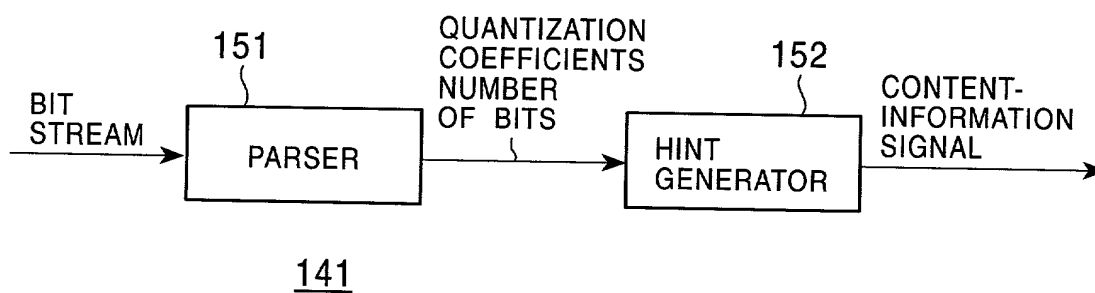 151
QUANTIZATION
COEFFICIENTS
NUMBER
OF BITS
152
BIT
STREAM
PARSER
HINT
GENERATOR
CONTENT-
INFORMATION
SIGNAL
141